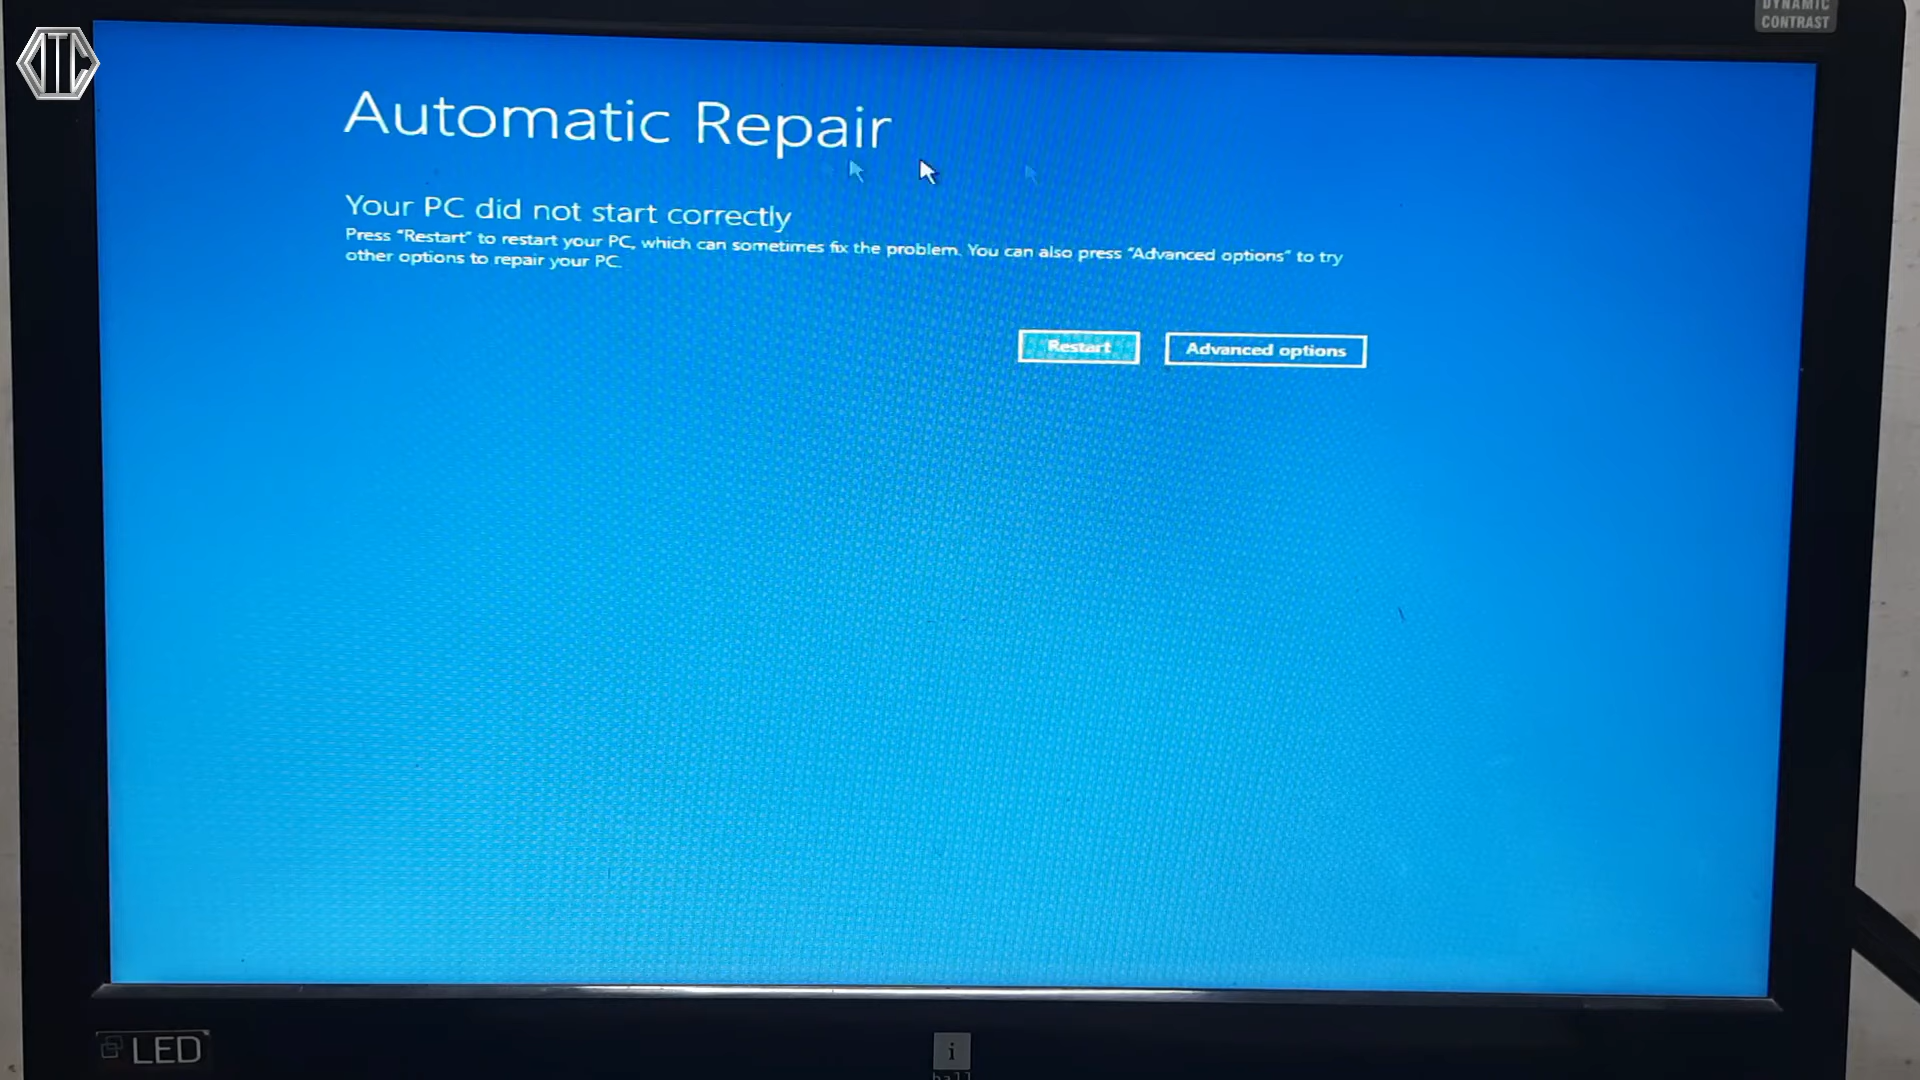 DYNAMIC
CONTRAST
DTC
Automatic Repair
Your PC did not start correctly
Press "Restart" to restart your PC, which can sometimes fix the problem. You can also press "Advanced options" to try
other options to repair your PC.
Restart
Advanced options
LED
i